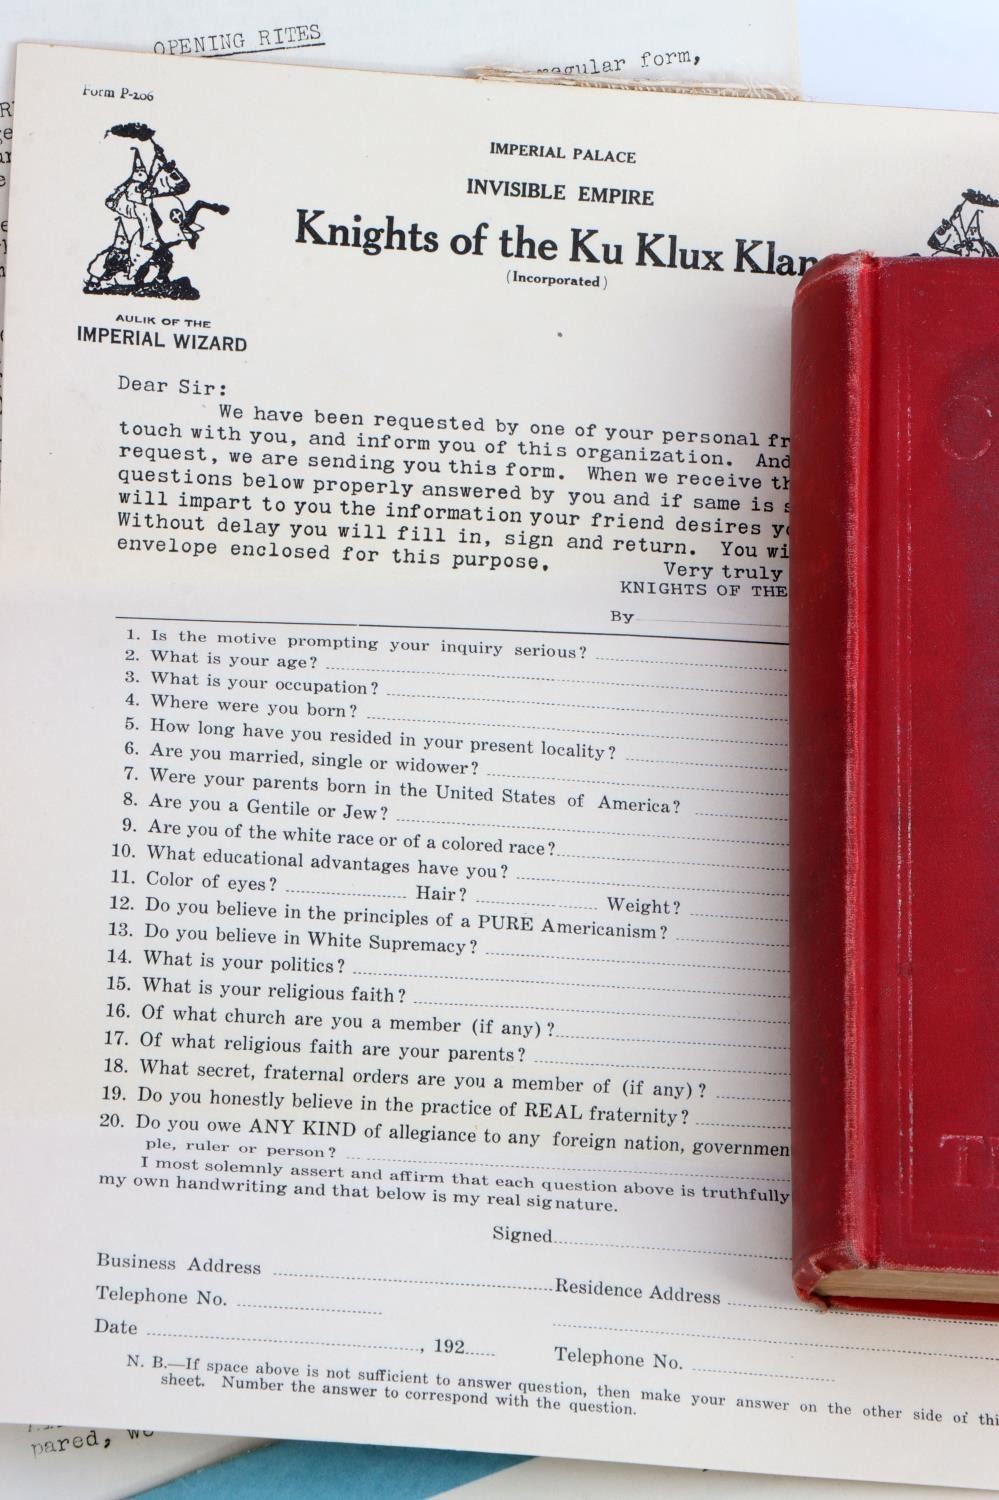 OPENING RITES
regular form,
Form P-206
IMPERIAL PALACE
INVISIBLE EMPIRE
Knights of the Ku Klux Klan
(Incorporated)
AULIK OF THE
IMPERIAL WIZARD
Dear Sir:
We have been requested by one of your personal fr
touch with you, and inform you of this organization. And
request, we are sending you this form. When we receive th
questions below properly answered by you and if same is s
will impart to you the information your friend desires yo
Without delay you will fill in, sign and return. You wi
envelope enclosed for this purpose.
Very truly
KNIGHTS OF THE
By
1. Is the motive prompting your inquiry serious?
2. What is your age?
3. What is your occupation?
4. Where were you born?
5. How long have you resided in your present locality?
6. Are you married, single or widower?
7. Were your parents born in the United States of America?
8. Are you a Gentile or Jew?
9. Are you of the white race or of a colored race?
10. What educational advantages have you?
11. Color of eyes? Hair? Weight?
12. Do you believe in the principles of a PURE Americanism?
13. Do you believe in White Supremacy?
14. What is your politics?
15. What is your religious faith?
16. Of what church are you a member (if any)?
17. Of what religious faith are your parents?
18. What secret, fraternal orders are you a member of (if any)?
19. Do you honestly believe in the practice of REAL fraternity?
20. Do you owe ANY KIND of allegiance to any foreign nation, governmen
ple, ruler or person?
I most solemnly assert and affirm that each question above is truthfully
my own handwriting and that below is my real signature.
Signed
Business Address
Residence Address
Telephone No.
Date , 192
Telephone No.
N. B.—If space above is not sufficient to answer question, then make your answer on the other side of thi
sheet. Number the answer to correspond with the question.
pared, we